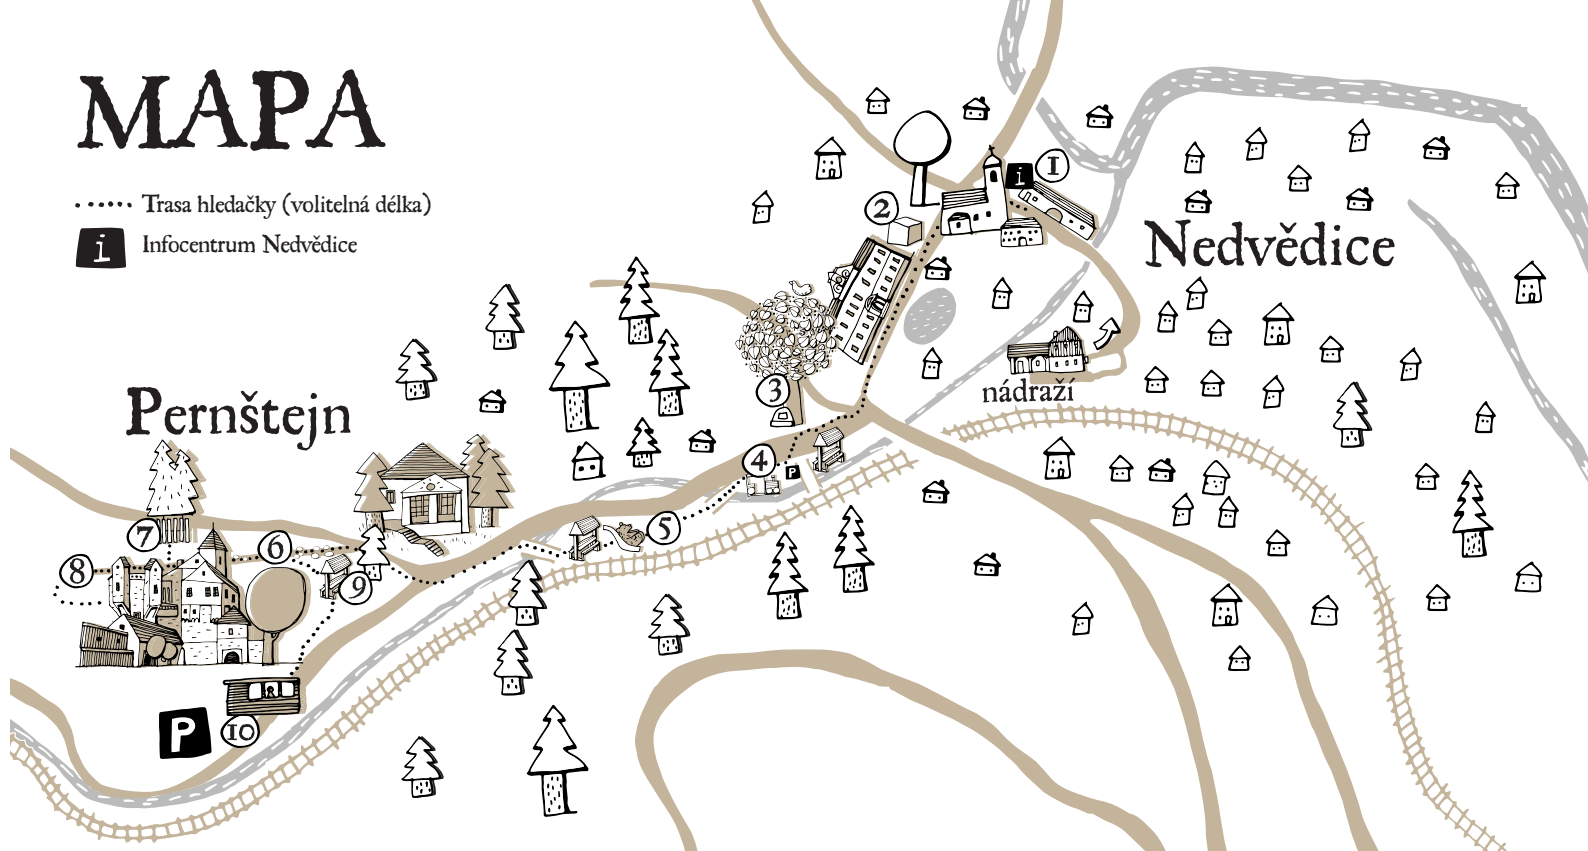 MAPA
Trasa hledačky (volitelná délka)
i
Infocentrum Nedvědice
i
1
2
Nedvědice
3
nádraží
Pernštejn
4
P
5
6
7
8
9
P
10